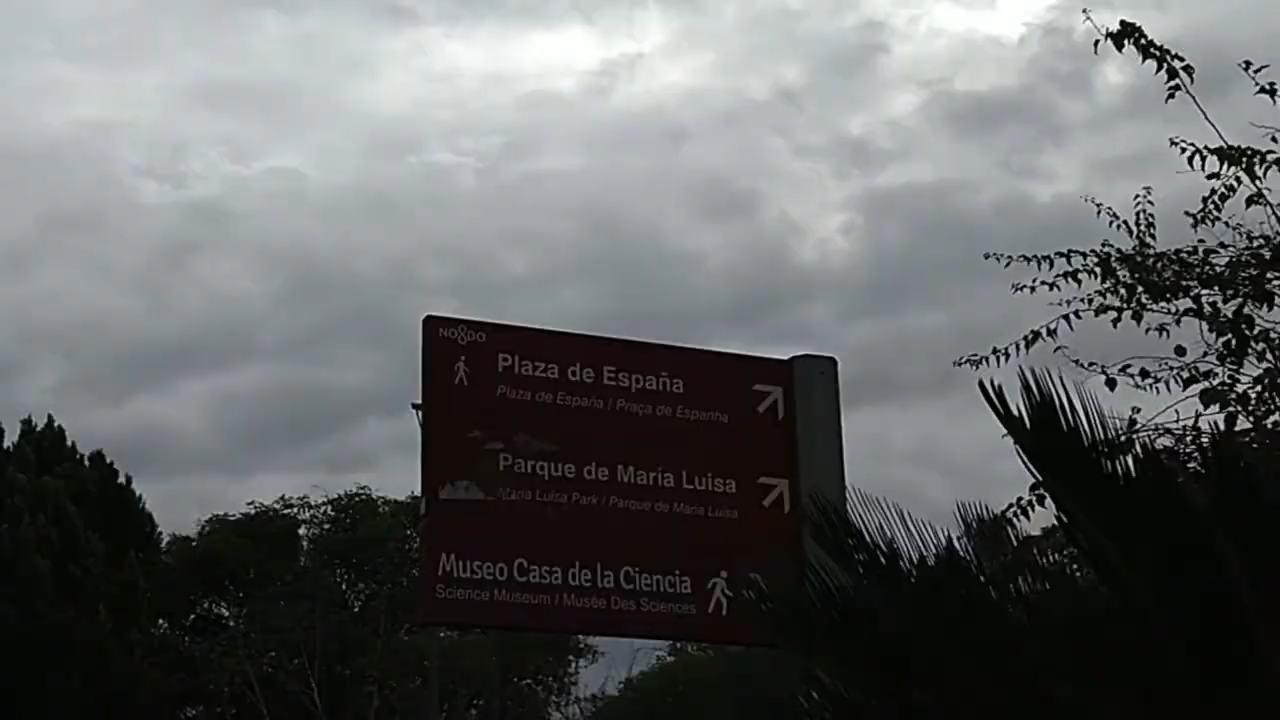 NO8DO
Plaza de España
Plaza de España / Praça de Espanha
Parque de María Luisa
Maria Luisa Park / Parque de Maria Luisa
Museo Casa de la Ciencia
Science Museum / Musée Des Sciences